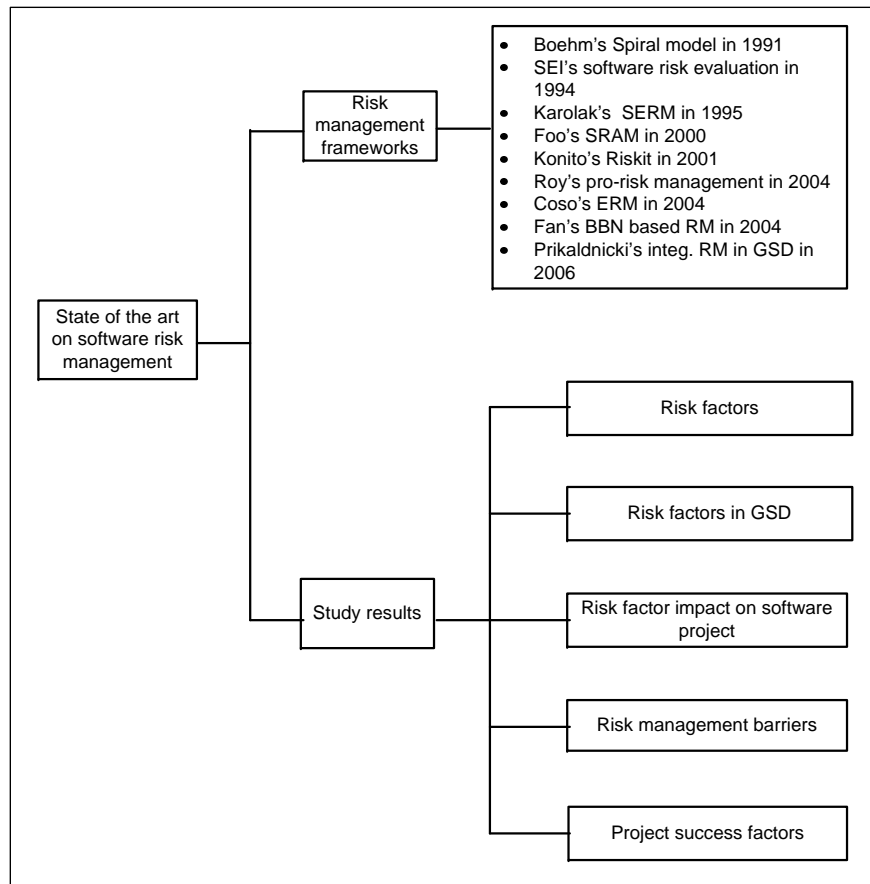 • Boehm's Spiral model in 1991
• SEI's software risk evaluation in
1994
• Karolak's SERM in 1995
• Foo's SRAM in 2000
• Konito's Riskit in 2001
• Roy's pro-risk management in 2004
• Coso's ERM in 2004
• Fan's BBN based RM in 2004
• Prikaldnicki's integ. RM in GSD in
2006
Risk
management
frameworks
State of the art
on software risk
management
Study results
Risk factors
Risk factors in GSD
Risk factor impact on software
project
Risk management barriers
Project success factors